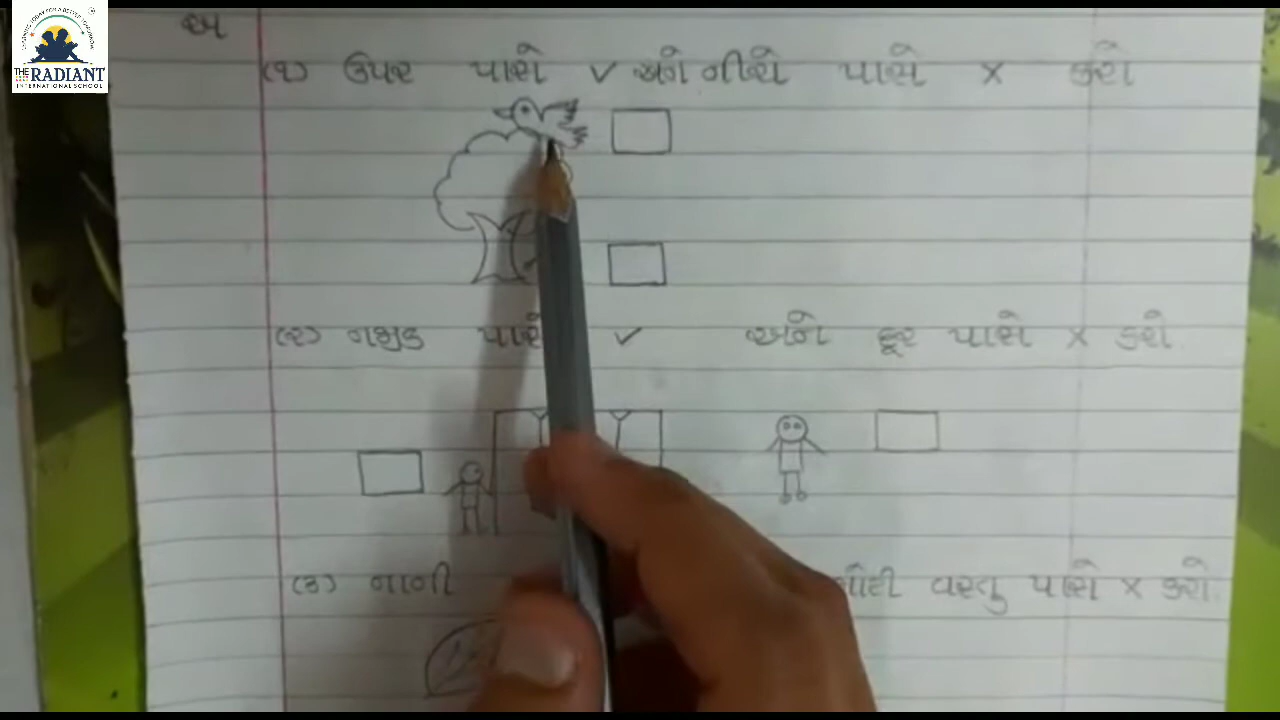 THE RADIANT
INTERNATIONAL SCHOOL
અ
(૧) ઉપર પાસે ✓ અને નીચે પાસે × કરો
(૨) નજીક પાસે ✓ અને દૂર પાસે × કરો.
(૩) નાની મોટી વસ્તુ પાસે × કરો.